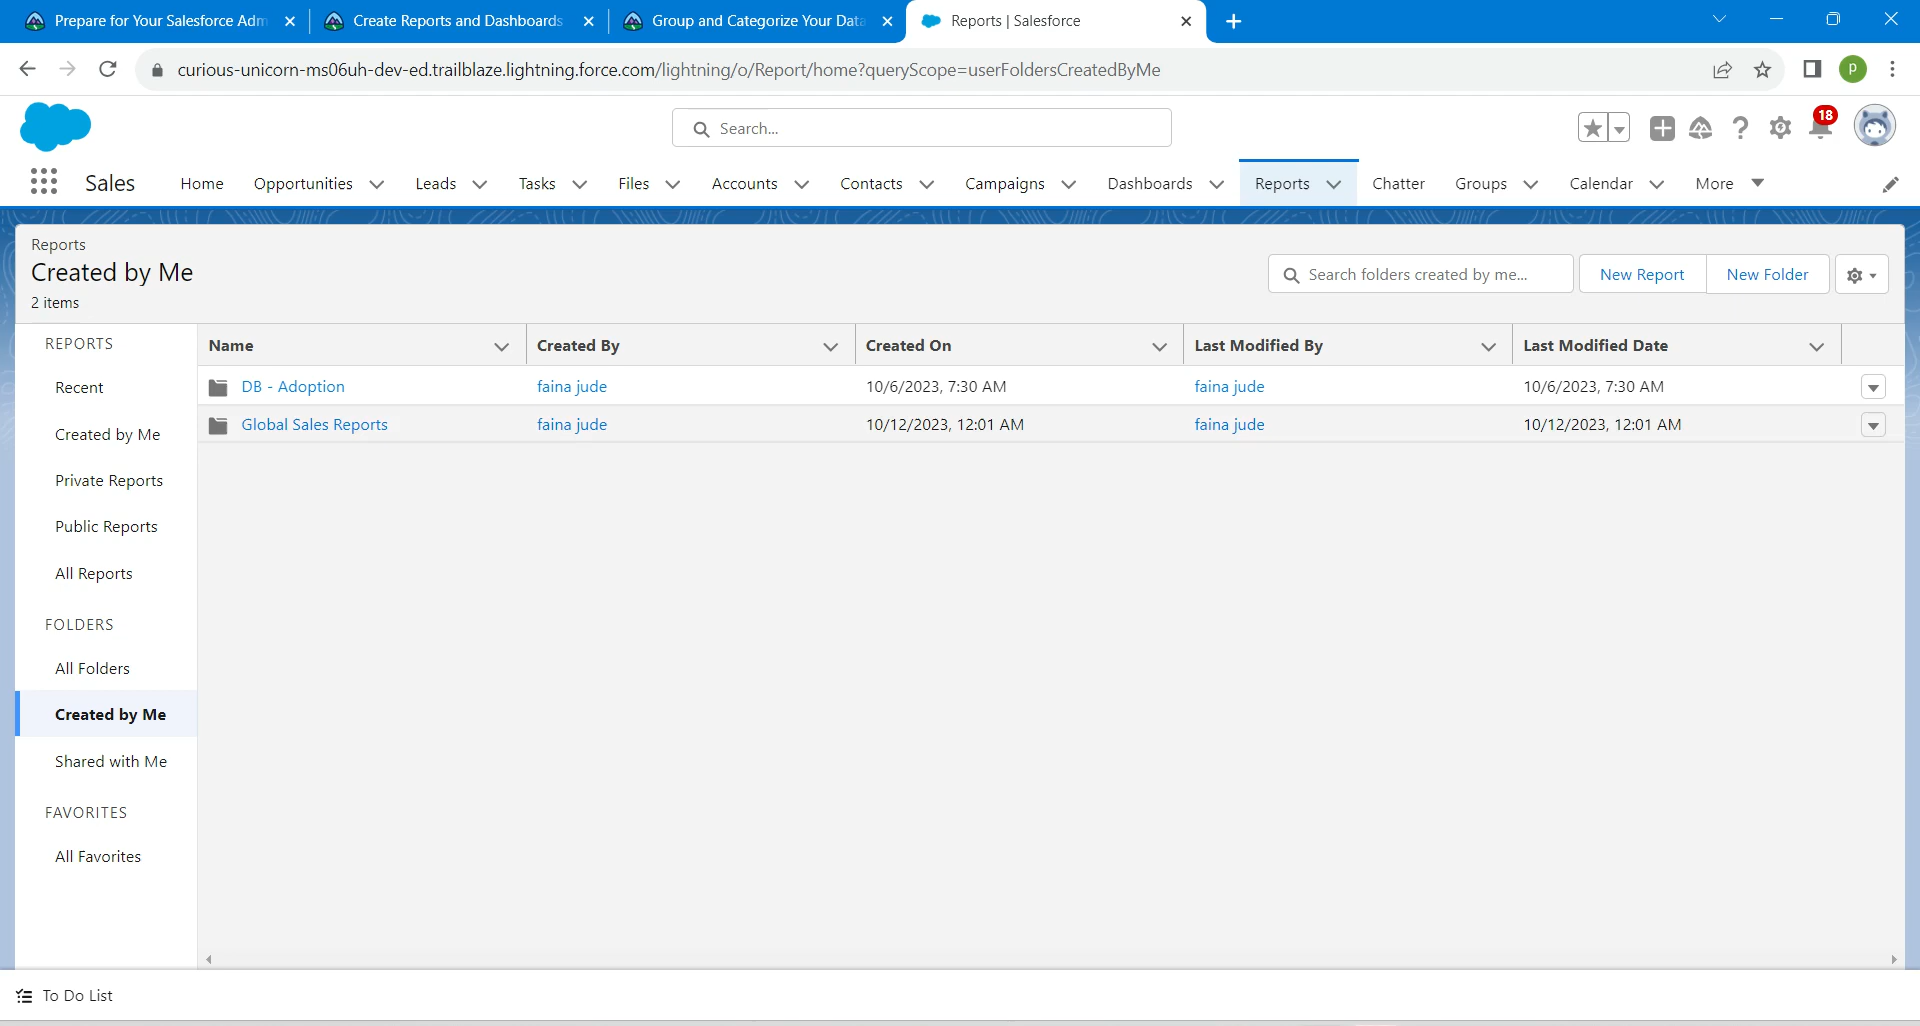 Prepare for Your Salesforce Adm
Create Reports and Dashboards
Group and Categorize Your Data
Reports | Salesforce
curious-unicorn-ms06uh-dev-ed.trailblaze.lightning.force.com/lightning/o/Report/home?queryScope=userFoldersCreatedByMe
p
Search...
18
Sales
Home
Opportunities
Leads
Tasks
Files
Accounts
Contacts
Campaigns
Dashboards
Reports
Chatter
Groups
Calendar
More
Reports
Created by Me
2 items
Search folders created by me...
New Report
New Folder
REPORTS
Recent
Created by Me
Private Reports
Public Reports
All Reports
FOLDERS
All Folders
Created by Me
Shared with Me
FAVORITES
All Favorites
Name Created By Created On Last Modified By Last Modified Date
DB - Adoption faina jude 10/6/2023, 7:30 AM faina jude 10/6/2023, 7:30 AM
Global Sales Reports faina jude 10/12/2023, 12:01 AM faina jude 10/12/2023, 12:01 AM
To Do List